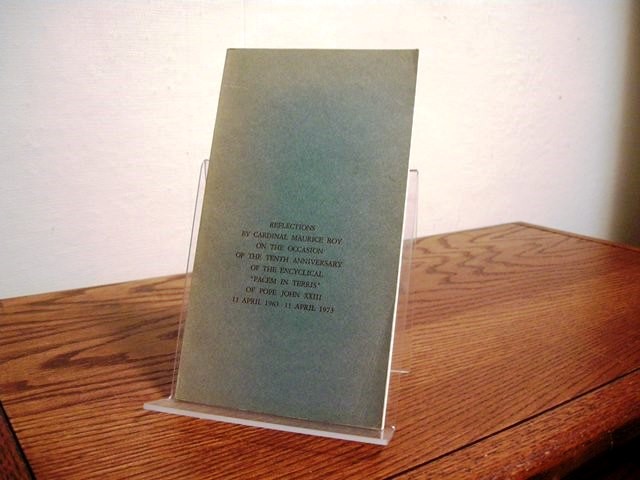 REFLECTIONS
BY CARDINAL MAURICE ROY
ON THE OCCASION
OF THE TENTH ANNIVERSARY
OF THE ENCYCLICAL
"PACEM IN TERRIS"
OF POPE JOHN XXIII
11 APRIL 1963 - 11 APRIL 1973